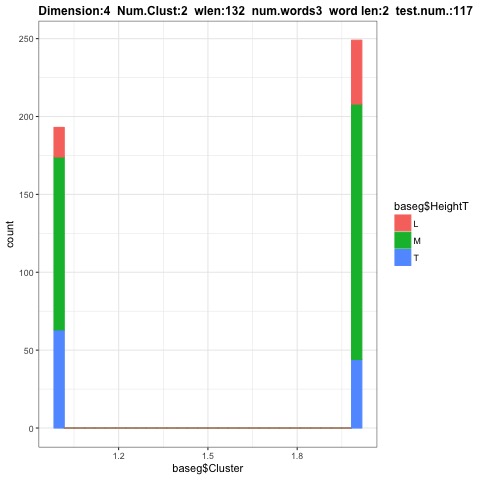 Dimension:4 Num.Clust:2 wlen:132 num.words3 word len:2 test.num.:117
250
200
150
100
50
0
count
1.2 1.5 1.8
baseg$Cluster
baseg$HeightT
L
M
T